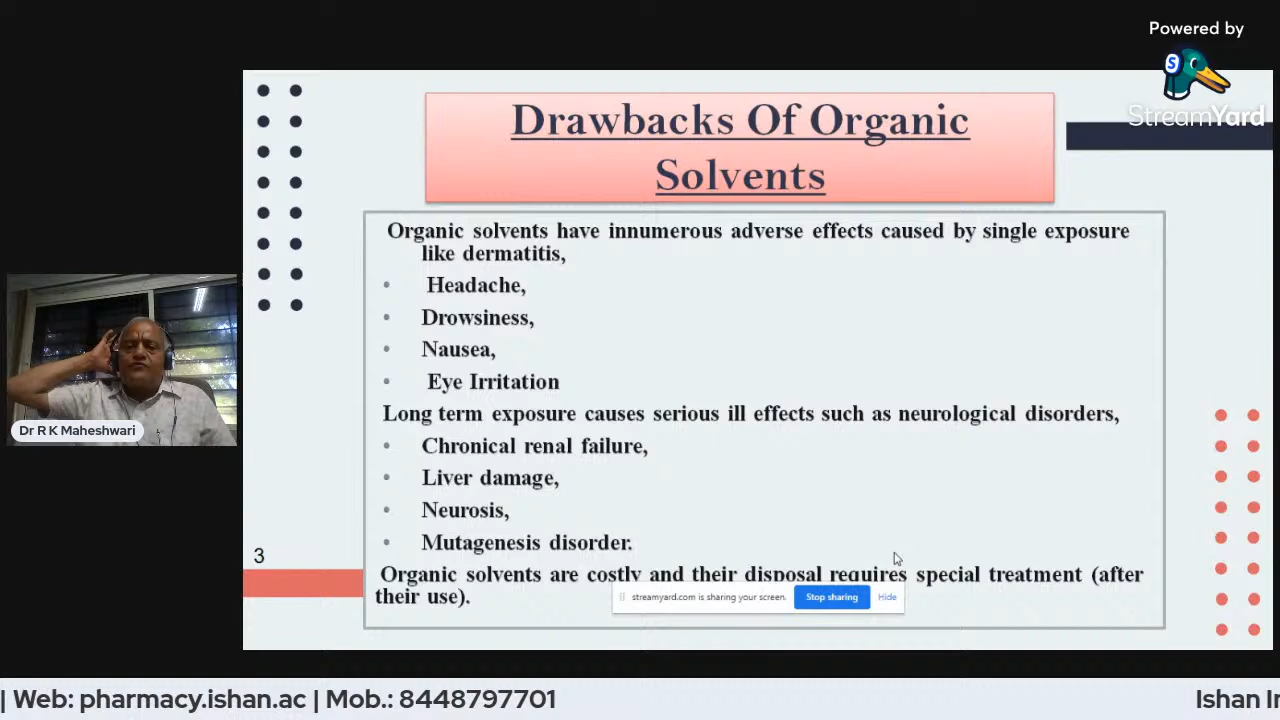 Powered by
StreamYard
Drawbacks Of Organic
Solvents
Organic solvents have innumerous adverse effects caused by single exposure
like dermatitis,
• Headache,
• Drowsiness,
• Nausea,
• Eye Irritation
Long term exposure causes serious ill effects such as neurological disorders,
• Chronical renal failure,
• Liver damage,
• Neurosis,
• Mutagenesis disorder.
Organic solvents are costly and their disposal requires special treatment (after
their use).
3
streamyard.com is sharing your screen. Stop sharing Hide
Dr R K Maheshwari
| Web: pharmacy.ishan.ac | Mob.: 8448797701 Ishan